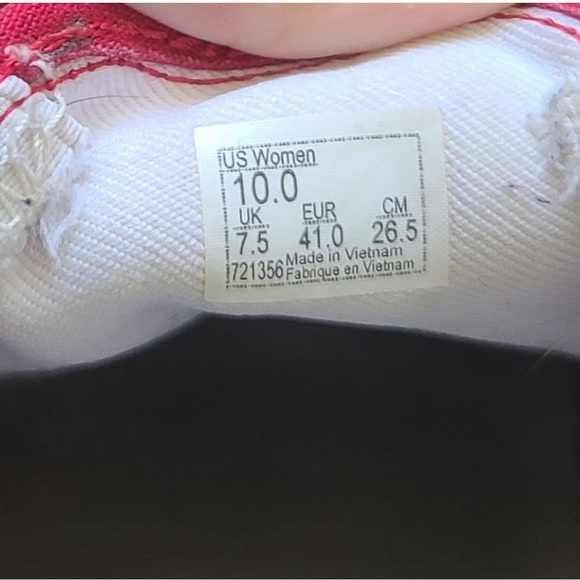 US Women
10.0
UK EUR CM
7.5 41.0 26.5
721356 Made in Vietnam
Fabrique en Vietnam